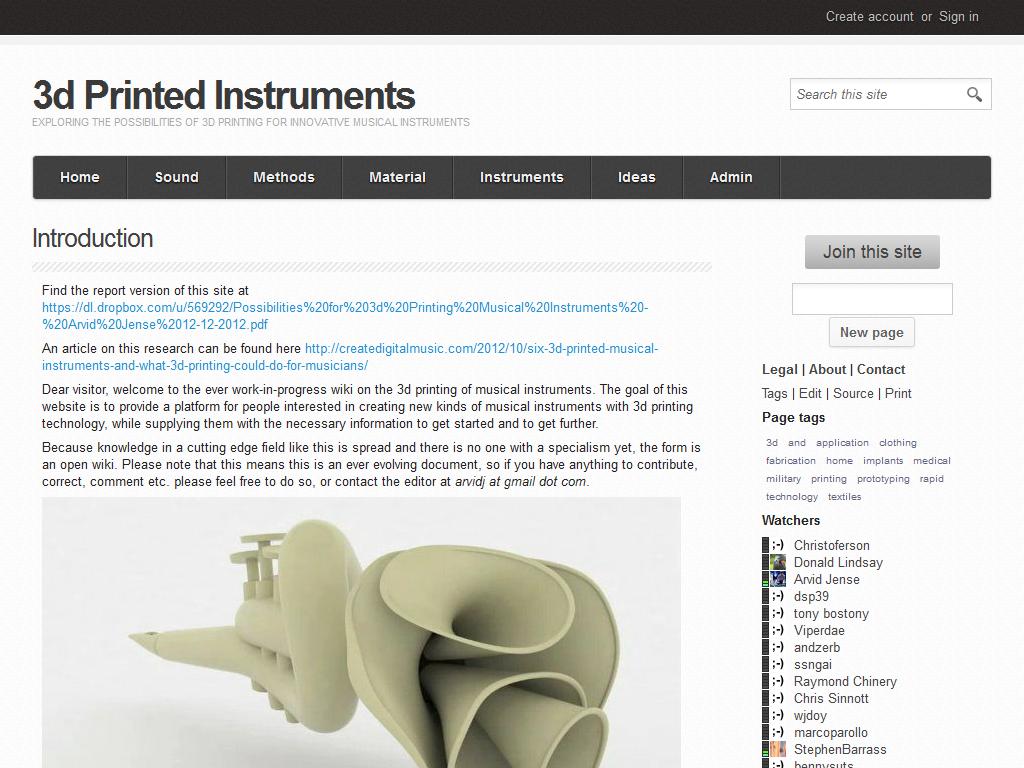 Create account or Sign in
3d Printed Instruments
EXPLORING THE POSSIBILITIES OF 3D PRINTING FOR INNOVATIVE MUSICAL INSTRUMENTS
Search this site
Home Sound Methods Material Instruments Ideas Admin
Introduction
Find the report version of this site at
https://dl.dropbox.com/u/569292/Possibilities%20for%203d%20Printing%20Musical%20Instruments%20-
%20Arvid%20Jense%2012-12-2012.pdf
An article on this research can be found here http://createdigitalmusic.com/2012/10/six-3d-printed-musical-
instruments-and-what-3d-printing-could-do-for-musicians/
Dear visitor, welcome to the ever work-in-progress wiki on the 3d printing of musical instruments. The goal of this
website is to provide a platform for people interested in creating new kinds of musical instruments with 3d printing
technology, while supplying them with the necessary information to get started and to get further.
Because knowledge in a cutting edge field like this is spread and there is no one with a specialism yet, the form is
an open wiki. Please note that this means this is an ever evolving document, so if you have anything to contribute,
correct, comment etc. please feel free to do so, or contact the editor at arvidj at gmail dot com.
Join this site
New page
Legal | About | Contact
Tags | Edit | Source | Print
Page tags
3d and application clothing
fabrication home implants medical
military printing prototyping rapid
technology textiles
Watchers
;-) Christoferson
Donald Lindsay
Arvid Jense
;-) dsp39
;-) tony bostony
;-) Viperdae
;-) andzerb
;-) ssngai
;-) Raymond Chinery
;-) Chris Sinnott
;-) wjdoy
;-) marcoparollo
StephenBarrass
;-) bennysuts